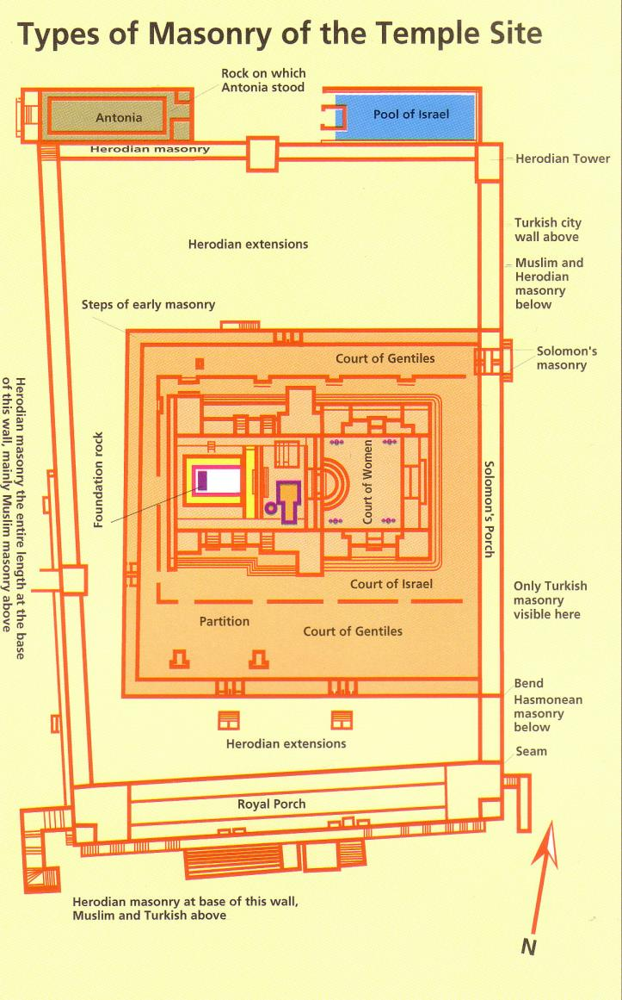 Types of Masonry of the Temple Site
Rock on which
Antonia stood
Antonia
Pool of Israel
Herodian masonry
Herodian Tower
Turkish city
wall above
Herodian extensions
Muslim and
Herodian
masonry
below
Steps of early masonry
Court of Gentiles
Solomon's
masonry
Herodian masonry the entire length at the base
of this wall, mainly Muslim masonry above
Foundation rock
Court of Women
Solomon's Porch
Court of Israel
Only Turkish
masonry
visible here
Partition
Court of Gentiles
Bend
Hasmonean
masonry
below
Herodian extensions
Seam
Royal Porch
Herodian masonry at base of this wall,
Muslim and Turkish above
N